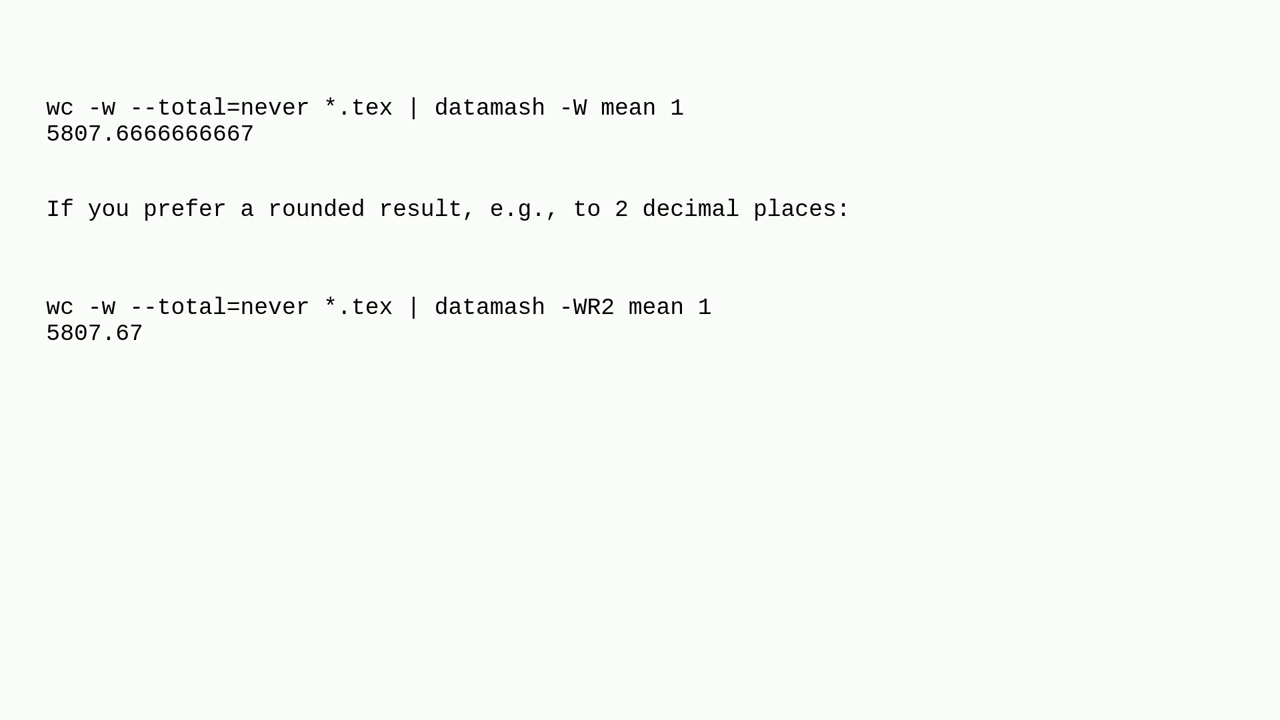 wc -w --total=never *.tex | datamash -W mean 1
5807.6666666667
If you prefer a rounded result, e.g., to 2 decimal places:
wc -w --total=never *.tex | datamash -WR2 mean 1
5807.67